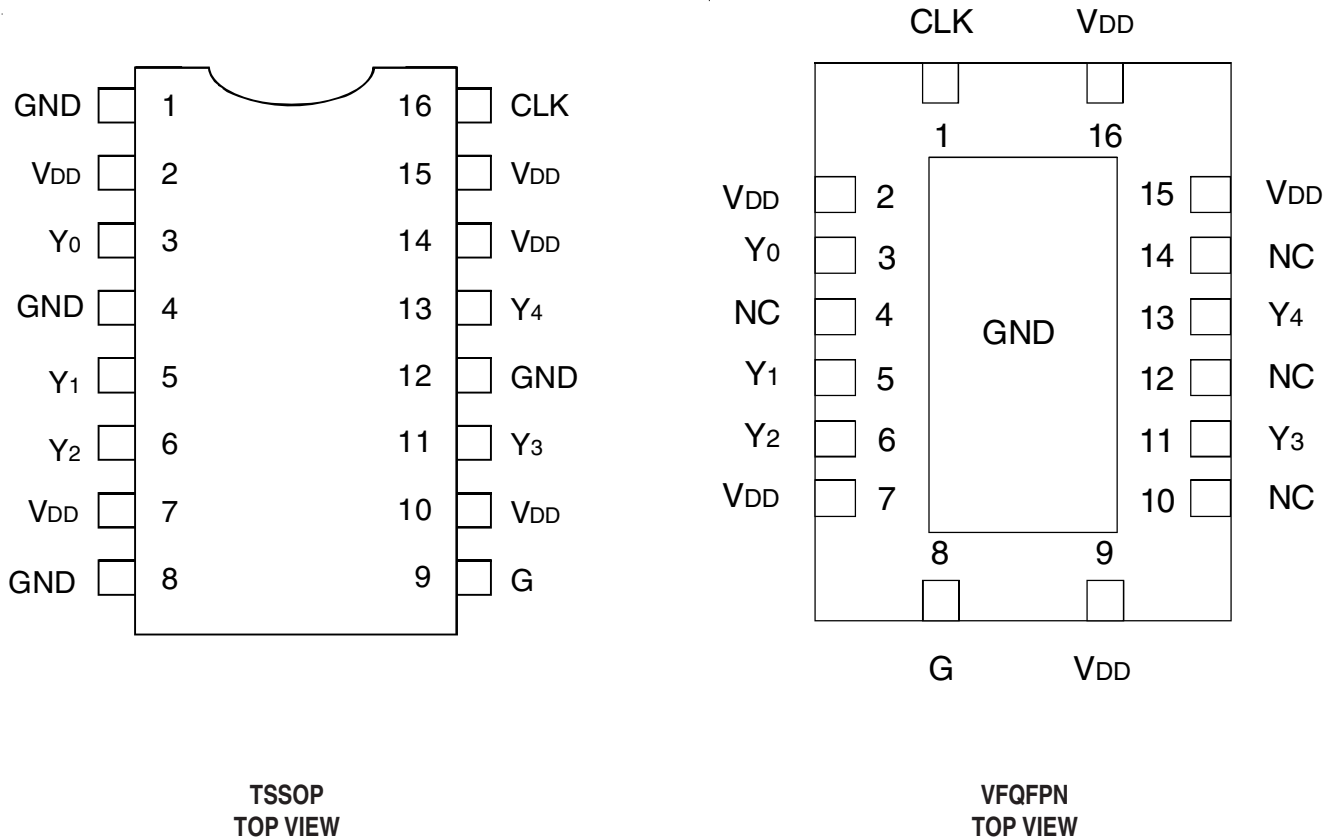 GND 1 16 CLK
VDD 2 15 VDD
Y0 3 14 VDD
GND 4 13 Y4
Y1 5 12 GND
Y2 6 11 Y3
VDD 7 10 VDD
GND 8 9 G
TSSOP
TOP VIEW
CLK VDD
1 16
VDD 2 15 VDD
Y0 3 14 NC
NC 4 13 Y4
GND
Y1 5 12 NC
Y2 6 11 Y3
VDD 7 10 NC
8 9
G VDD
VFQFPN
TOP VIEW